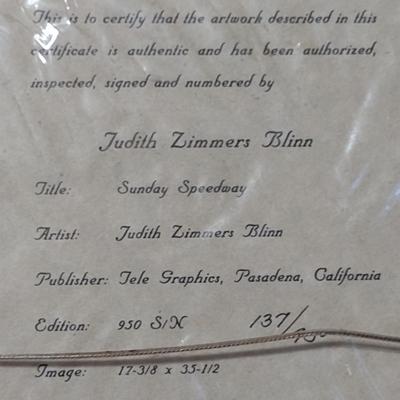 This is to certify that the artwork described in this
certificate is authentic and has been authorized,
inspected, signed and numbered by
Judith Zimmers Blinn
Title: Sunday Speedway
Artist: Judith Zimmers Blinn
Publisher: Tele Graphics, Pasadena, California
Edition: 950 S/N 137/950
Image: 17-3/8 x 35-1/2